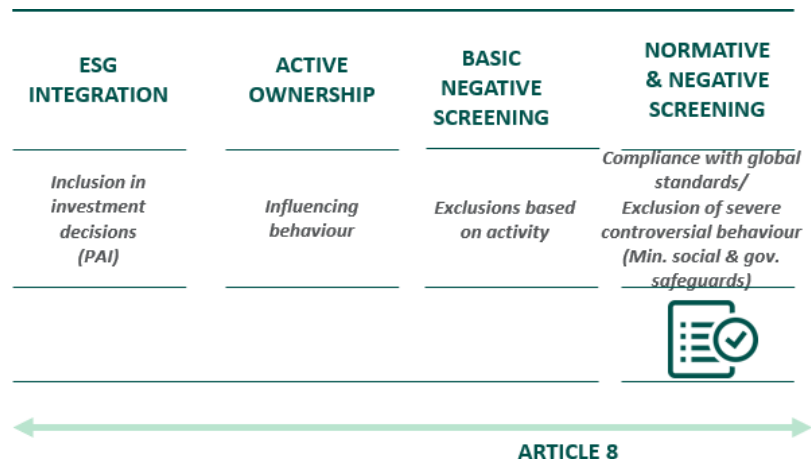 ESG
INTEGRATION
ACTIVE
OWNERSHIP
BASIC
NEGATIVE
SCREENING
NORMATIVE
& NEGATIVE
SCREENING
Inclusion in
investment
decisions
(PAI)
Influencing
behaviour
Exclusions based
on activity
Compliance with global
standards/
Exclusion of severe
controversial behaviour
(Min. social & gov.
safeguards)
ARTICLE 8